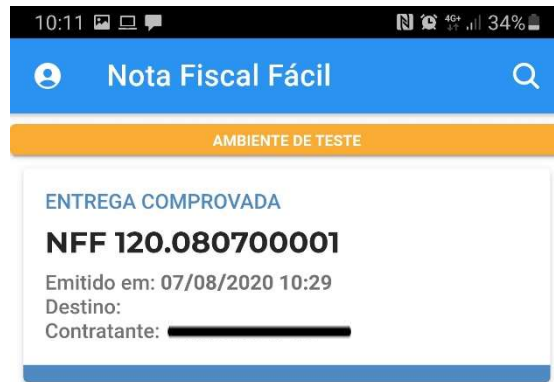 10:11 4G+ 34%
Nota Fiscal Fácil
AMBIENTE DE TESTE
ENTREGA COMPROVADA
NFF 120.080700001
Emitido em: 07/08/2020 10:29
Destino:
Contratante: